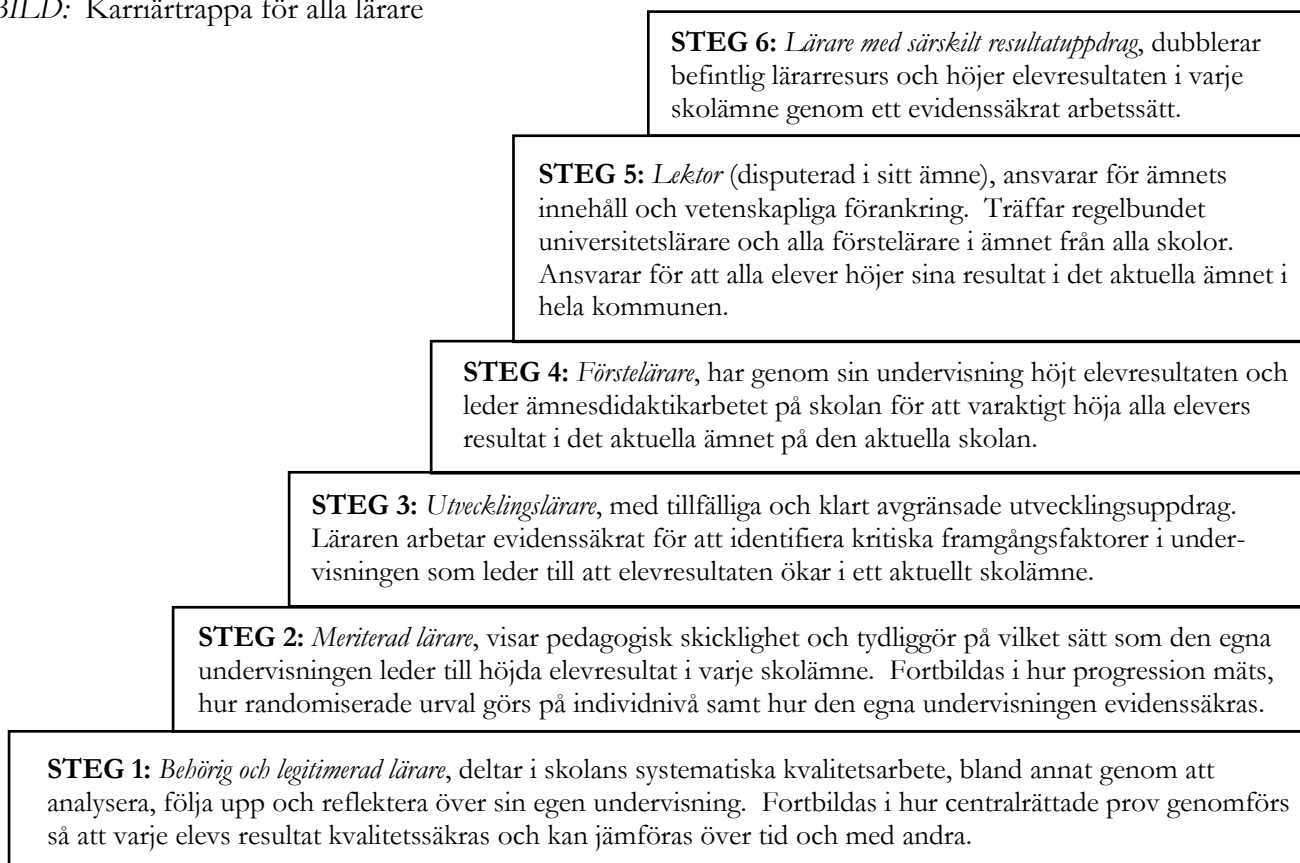 BILD: Karriärtrappa för alla lärare
STEG 6: Lärare med särskilt resultatuppdrag, dubblerar
befintlig lärarresurs och höjer elevresultaten i varje
skolämne genom ett evidenssäkrat arbetssätt.
STEG 5: Lektor (disputerad i sitt ämne), ansvarar för ämnets
innehåll och vetenskapliga förankring. Träffar regelbundet
universitetslärare och alla förstelärare i ämnet från alla skolor.
Ansvarar för att alla elever höjer sina resultat i det aktuella ämnet i
hela kommunen.
STEG 4: Förstelärare, har genom sin undervisning höjt elevresultaten och
leder ämnesdidaktikarbetet på skolan för att varaktigt höja alla elevers
resultat i det aktuella ämnet på den aktuella skolan.
STEG 3: Utvecklingslärare, med tillfälliga och klart avgränsade utvecklingsuppdrag.
Läraren arbetar evidenssäkrat för att identifiera kritiska framgångsfaktorer i under-
visningen som leder till att elevresultaten ökar i ett aktuellt skolämne.
STEG 2: Meriterad lärare, visar pedagogisk skicklighet och tydliggör på vilket sätt som den egna
undervisningen leder till höjda elevresultat i varje skolämne. Fortbildas i hur progression mäts,
hur randomiserade urval görs på individnivå samt hur den egna undervisningen evidenssäkras.
STEG 1: Behörig och legitimerad lärare, deltar i skolans systematiska kvalitetsarbete, bland annat genom att
analysera, följa upp och reflektera över sin egen undervisning. Fortbildas i hur centralrättade prov genomförs
så att varje elevs resultat kvalitetssäkras och kan jämföras över tid och med andra.